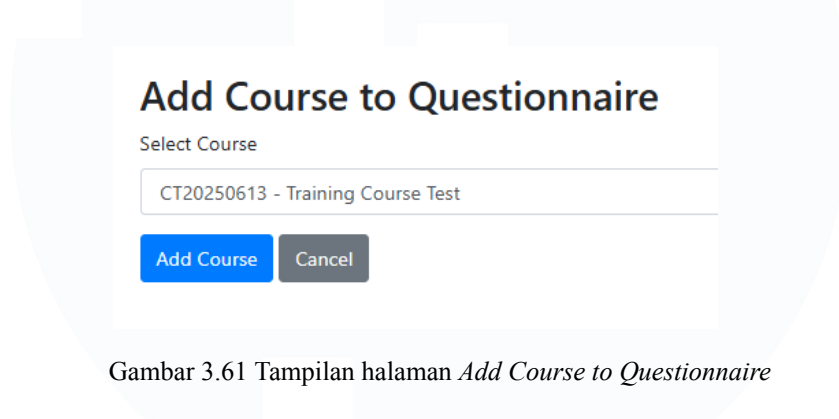 Add Course to Questionnaire
Select Course
CT20250613 - Training Course Test
Add Course Cancel
Gambar 3.61 Tampilan halaman Add Course to Questionnaire